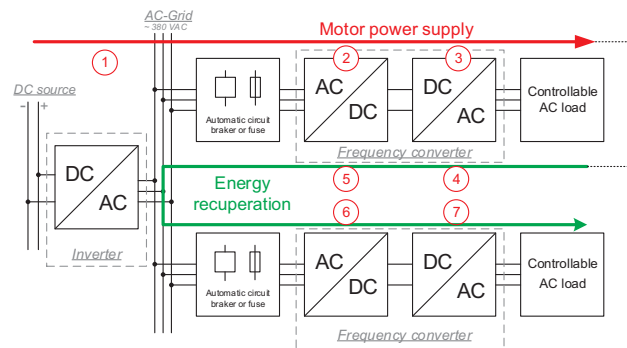 AC-Grid
~ 380 VAC
Motor power supply
1
2
3
DC source
- +
AC
DC
DC
AC
Automatic circuit
braker or fuse
Controllable
AC load
Frequency converter
DC
AC
Inverter
Energy
recuperation
5
4
6
7
AC
DC
DC
AC
Automatic circuit
braker or fuse
Controllable
AC load
Frequency converter